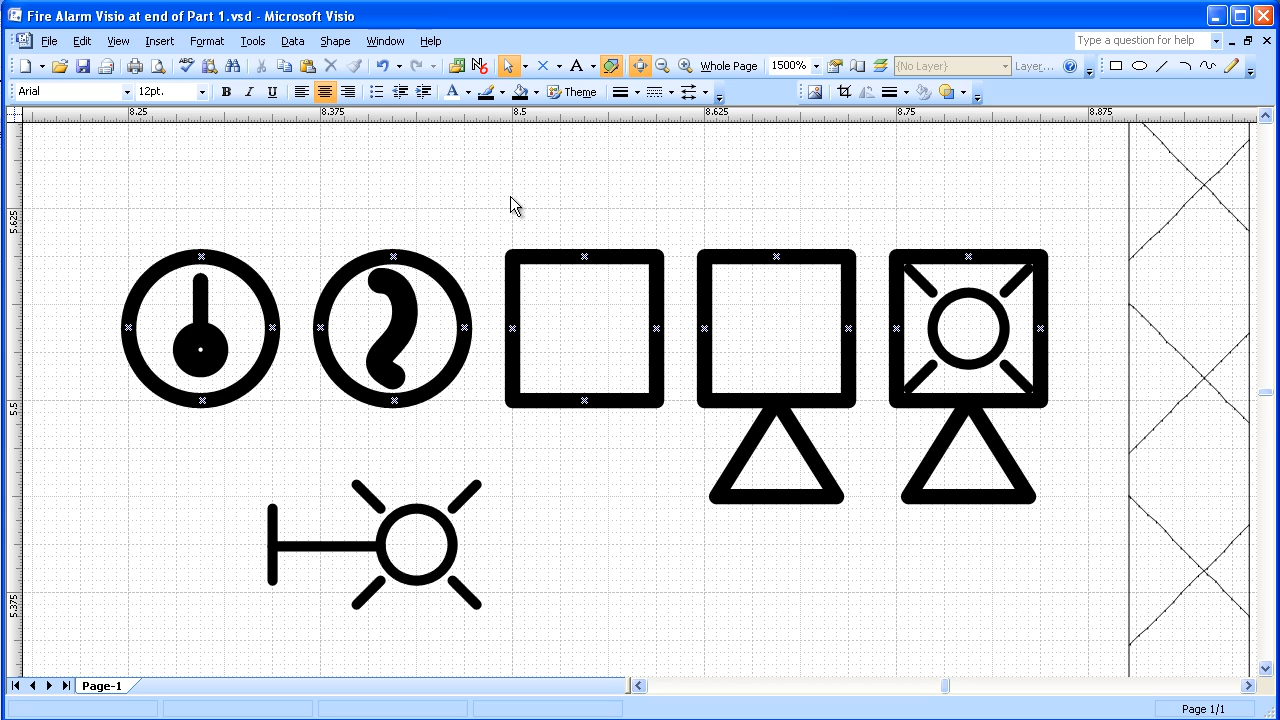 Fire Alarm Visio at end of Part 1.vsd - Microsoft Visio
File Edit View Insert Format Tools Data Shape Window Help Type a question for help
Whole Page 1500% {No Layer} Layer...
Arial 12pt. B I U A Theme
8.25 8.375 8.5 8.625 8.75 8.875
5.625
5.5
5.375
Page-1
Page 1/1